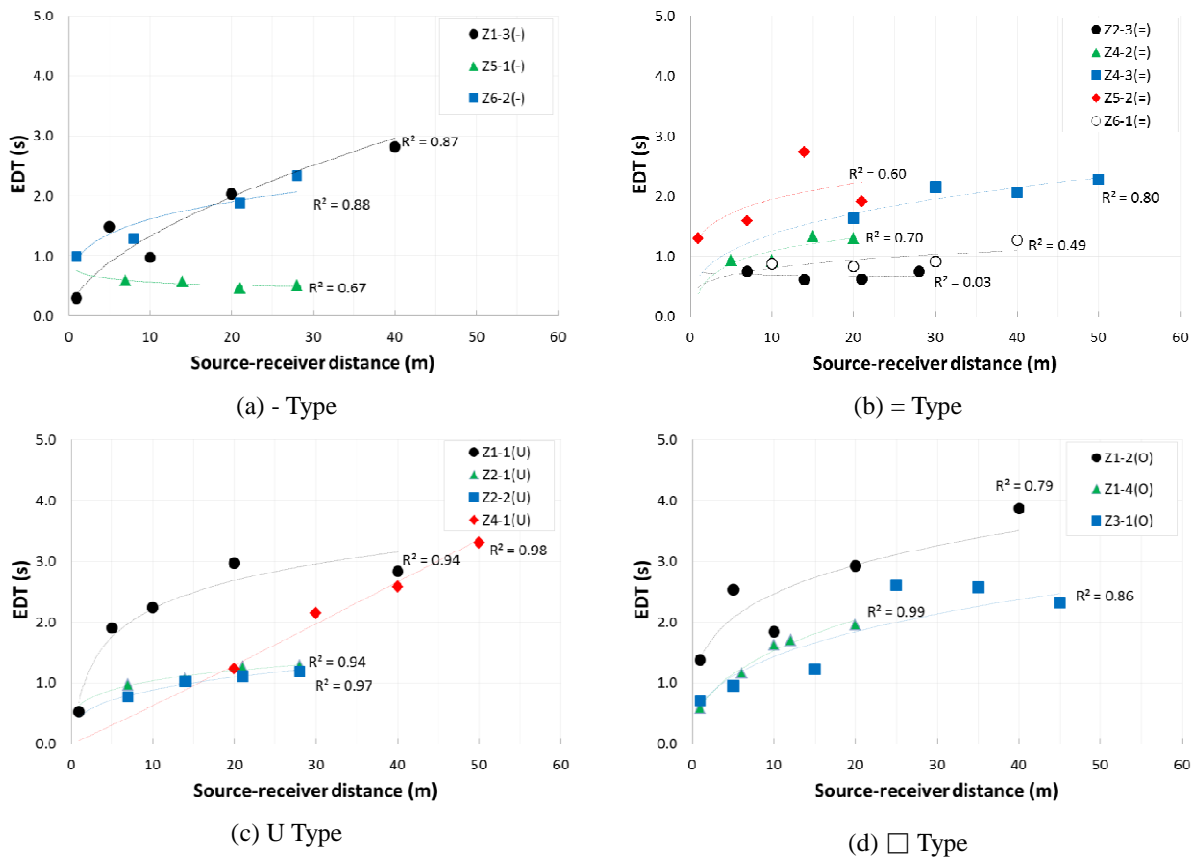 5.0
4.0
3.0
2.0
1.0
0.0
EDT (s)
Z1-3(-)
Z5-1(-)
Z6-2(-)
R² = 0.87
R² = 0.88
R² = 0.67
0 10 20 30 40 50 60
Source-receiver distance (m)
(a) - Type
5.0
4.0
3.0
2.0
1.0
0.0
EDT (s)
Z2-3(=)
Z4-2(=)
Z4-3(=)
Z5-2(=)
Z6-1(=)
R² = 0.60
R² = 0.80
R² = 0.70
R² = 0.49
R² = 0.03
0 10 20 30 40 50 60
Source-receiver distance (m)
(b) = Type
5.0
4.0
3.0
2.0
1.0
0.0
EDT (s)
Z1-1(U)
Z2-1(U)
Z2-2(U)
Z4-1(U)
R² = 0.94
R² = 0.98
R² = 0.94
R² = 0.97
0 10 20 30 40 50 60
Source-receiver distance (m)
(c) U Type
5.0
4.0
3.0
2.0
1.0
0.0
EDT (s)
Z1-2(O)
Z1-4(O)
Z3-1(O)
R² = 0.79
R² = 0.99
R² = 0.86
0 10 20 30 40 50 60
Source-receiver distance (m)
(d) □ Type